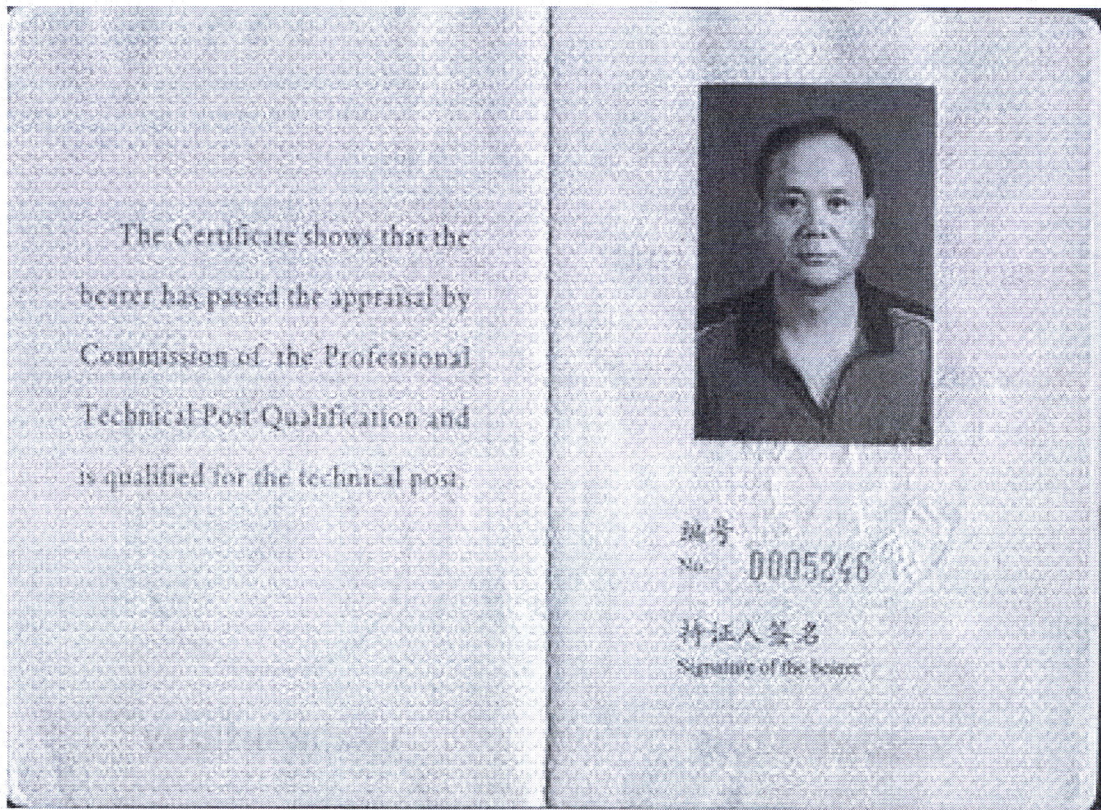 The Certificate shows that the
bearer has passed the appraisal by
Commission of the Professional
Technical Post Qualification and
is qualified for the technical post.
编号
No. 0005246
持证人签名
Signature of the bearer